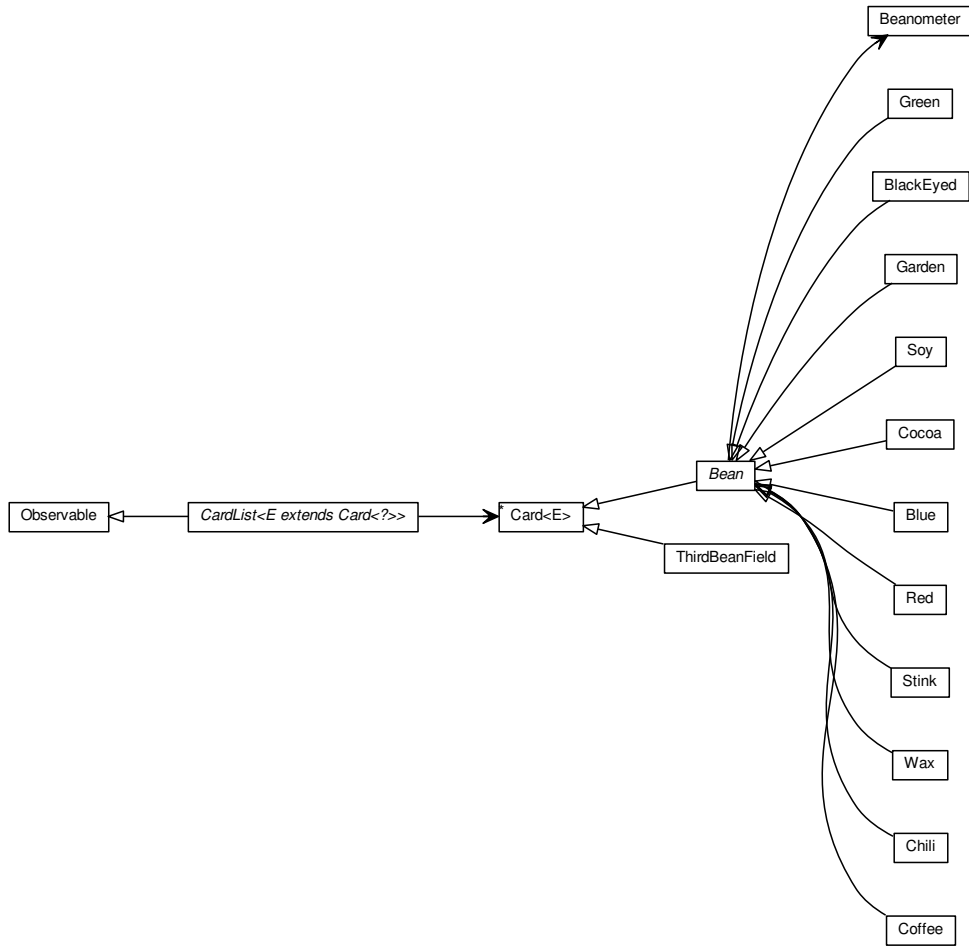 Beanometer
Green
BlackEyed
Garden
Soy
Cocoa
Bean
Observable
CardList<E extends Card<?>>
* Card<E>
Blue
ThirdBeanField
Red
Stink
Wax
Chili
Coffee